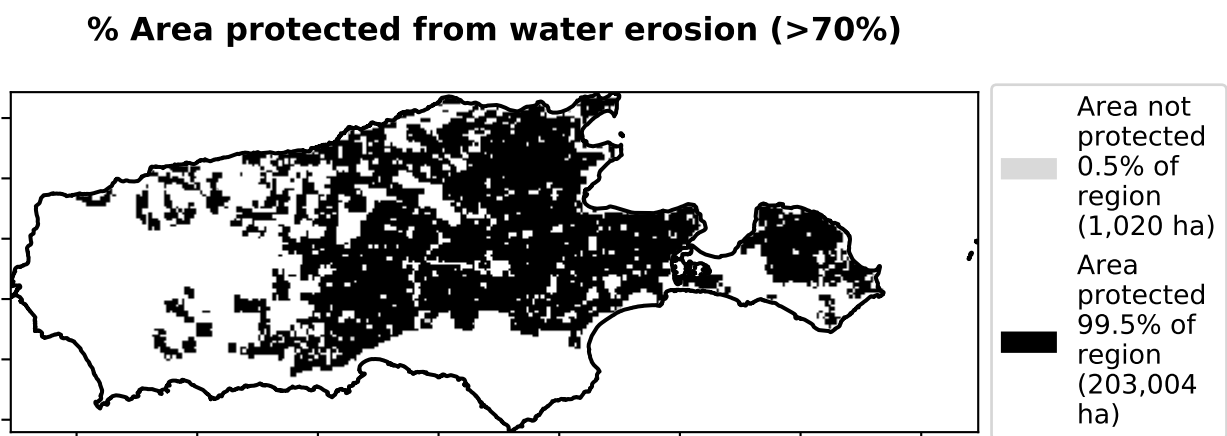 % Area protected from water erosion (>70%)
Area not
protected
0.5% of
region
(1,020 ha)
Area
protected
99.5% of
region
(203,004
ha)